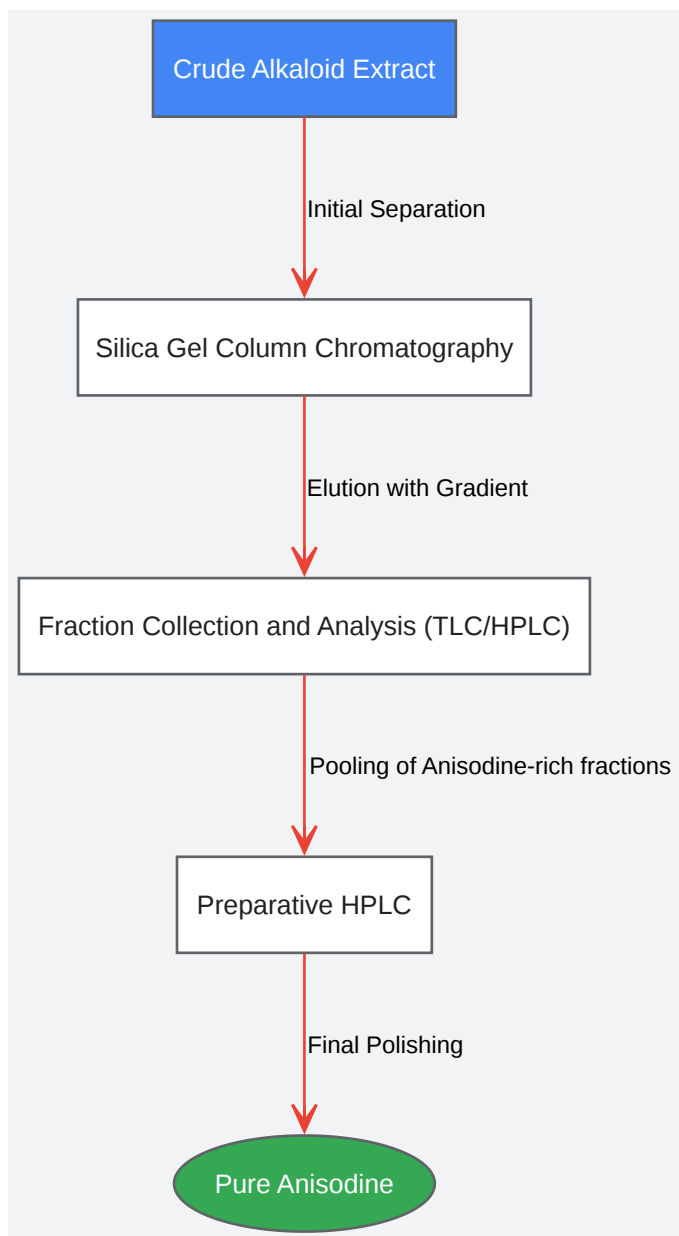 Crude Alkaloid Extract
Initial Separation
Silica Gel Column Chromatography
Elution with Gradient
Fraction Collection and Analysis (TLC/HPLC)
Pooling of Anisodine-rich fractions
Preparative HPLC
Final Polishing
Pure Anisodine